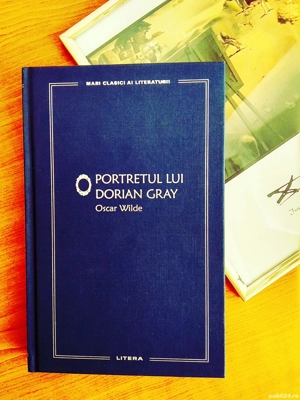 MARI CLASICI AI LITERATURII
PORTRETUL LUI
DORIAN GRAY
Oscar Wilde
LITERA